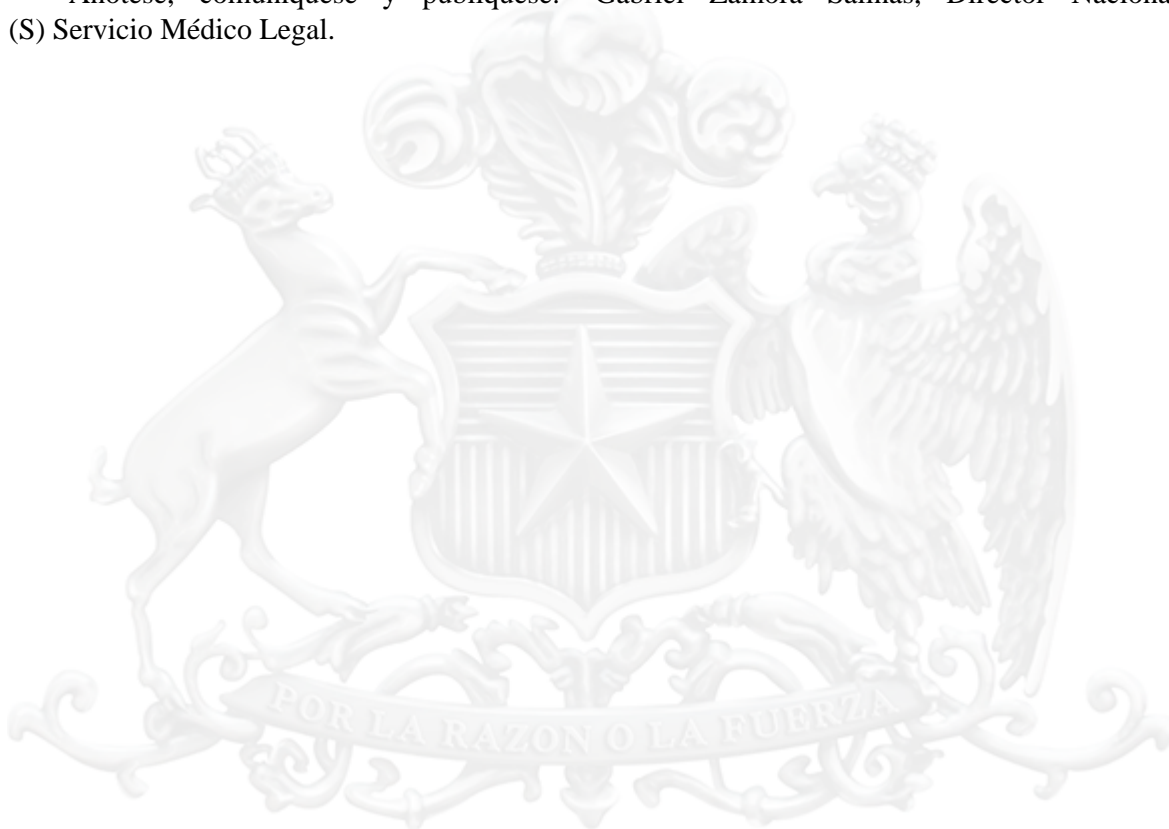 Anótese, comuníquese y publíquese.- Gabriel Zamora Salinas, Director Nacional
(S) Servicio Médico Legal.
POR LA RAZON O LA FUERZA